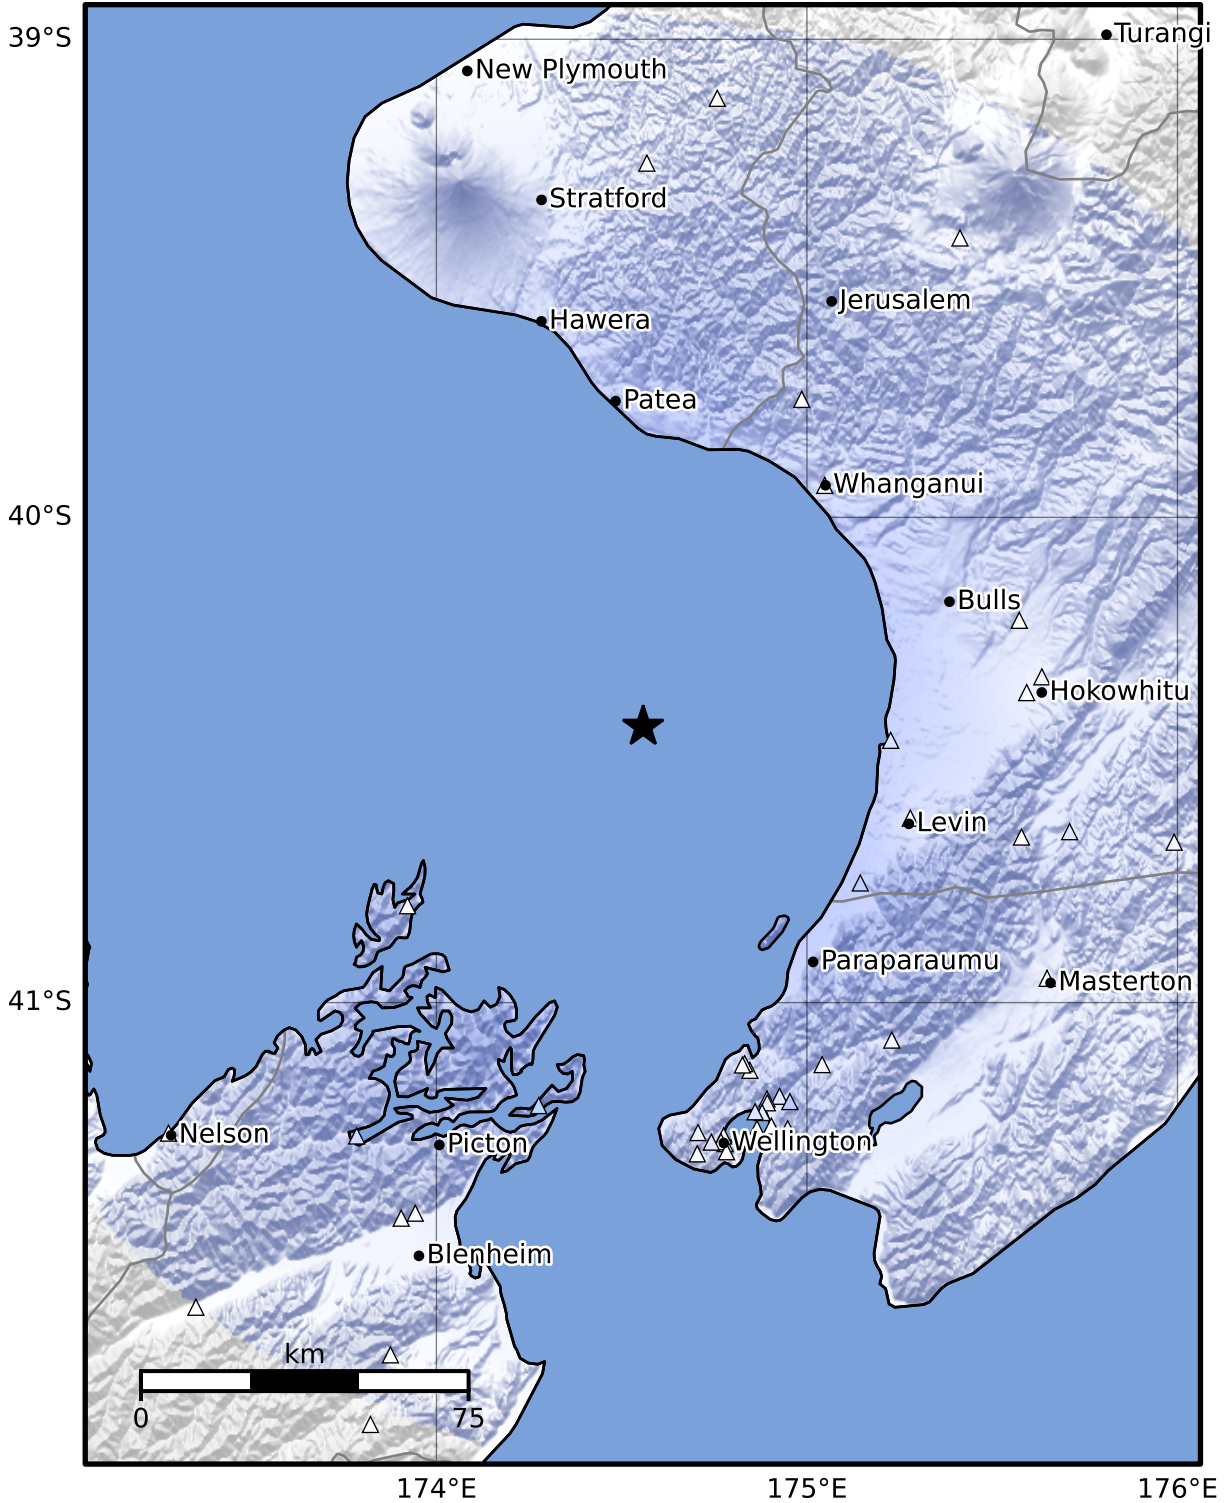 39°S
Turangi
New Plymouth
Stratford
Jerusalem
Hawera
Patea
Whanganui
40°S
Bulls
Hokowhitu
Levin
Paraparaumu
Masterton
41°S
Nelson
Picton
Wellington
Blenheim
km
0 75
174°E 175°E 176°E